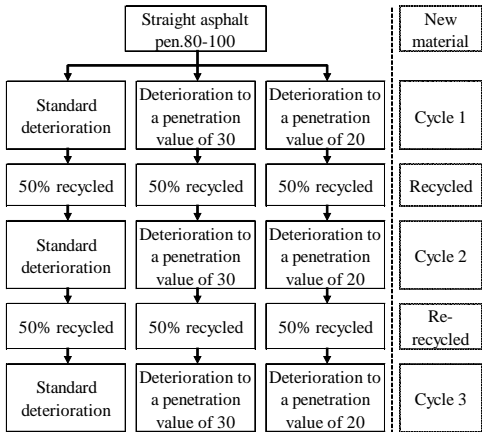 Straight asphalt
pen.80-100
New
material
Standard
deterioration
Deterioration to
a penetration
value of 30
Deterioration to
a penetration
value of 20
Cycle 1
50% recycled
50% recycled
50% recycled
Recycled
Standard
deterioration
Deterioration to
a penetration
value of 30
Deterioration to
a penetration
value of 20
Cycle 2
50% recycled
50% recycled
50% recycled
Re-
recycled
Standard
deterioration
Deterioration to
a penetration
value of 30
Deterioration to
a penetration
value of 20
Cycle 3